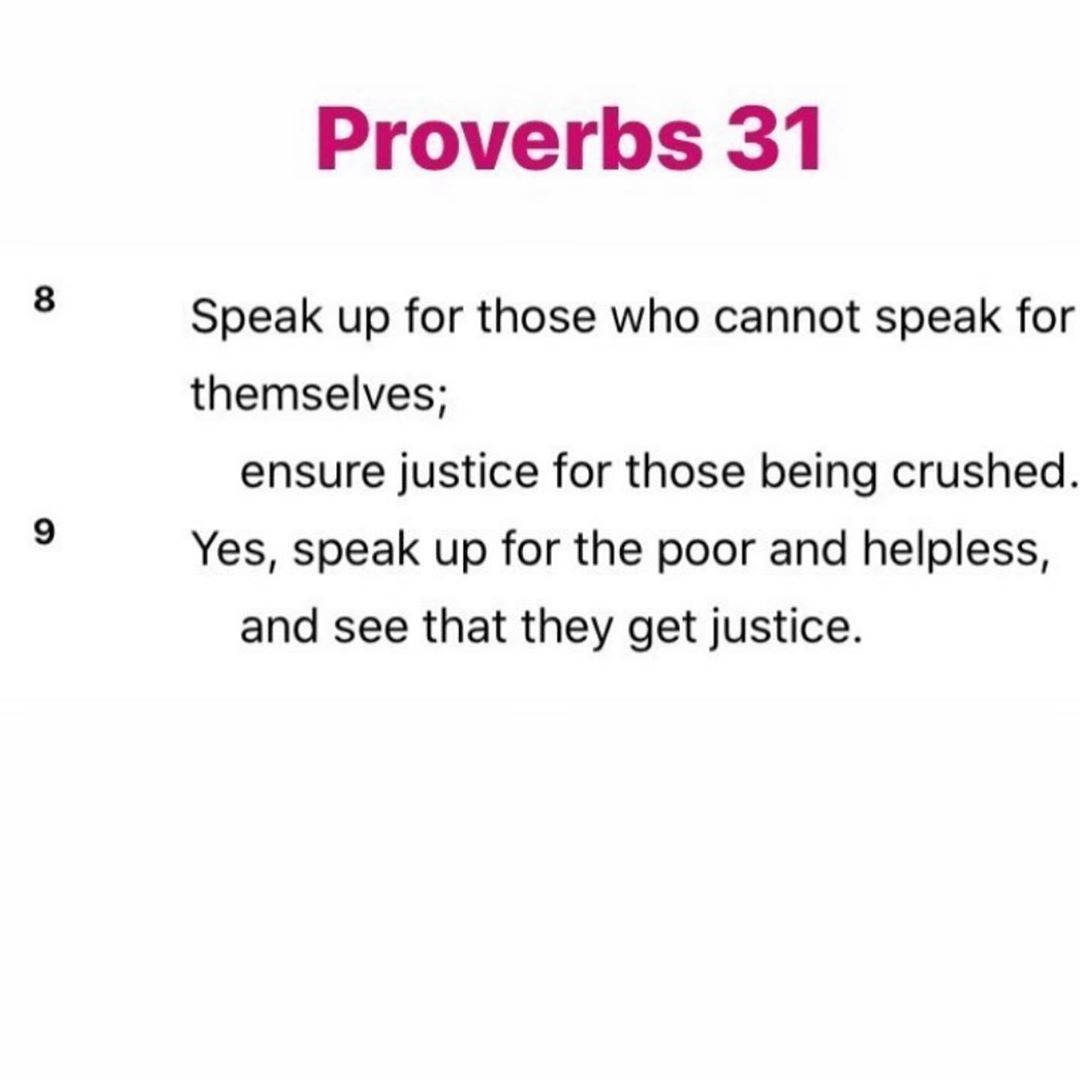 Proverbs 31
8 Speak up for those who cannot speak for
themselves;
ensure justice for those being crushed.
9 Yes, speak up for the poor and helpless,
and see that they get justice.